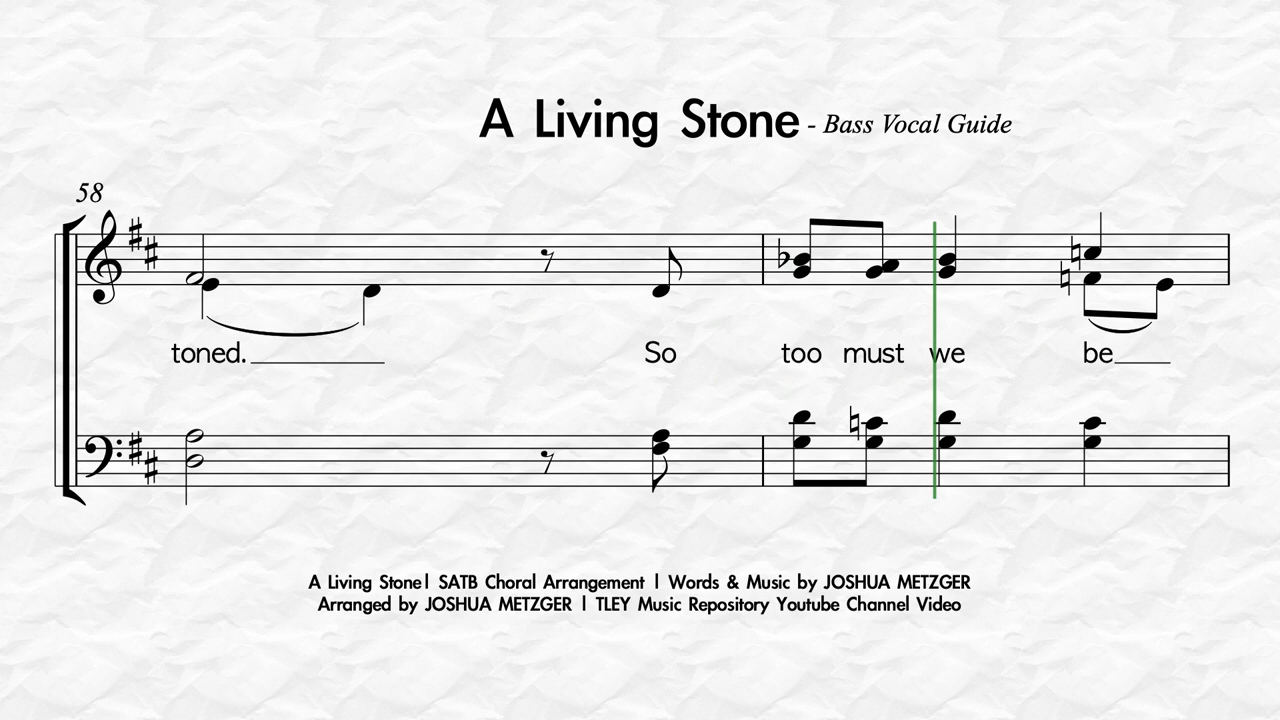 A Living Stone - Bass Vocal Guide
58
toned. So too must we be
A Living Stone| SATB Choral Arrangement | Words & Music by JOSHUA METZGER
Arranged by JOSHUA METZGER | TLEY Music Repository Youtube Channel Video